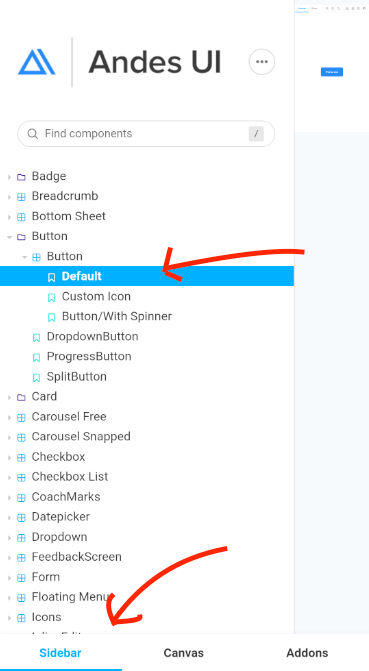 Andes UI
Find components
/
Badge
Breadcrumb
Bottom Sheet
Button
Button
Default
Custom Icon
Button/With Spinner
DropdownButton
ProgressButton
SplitButton
Card
Carousel Free
Carousel Snapped
Checkbox
Checkbox List
CoachMarks
Datepicker
Dropdown
FeedbackScreen
Form
Floating Menu
Icons
Sidebar
Canvas
Addons